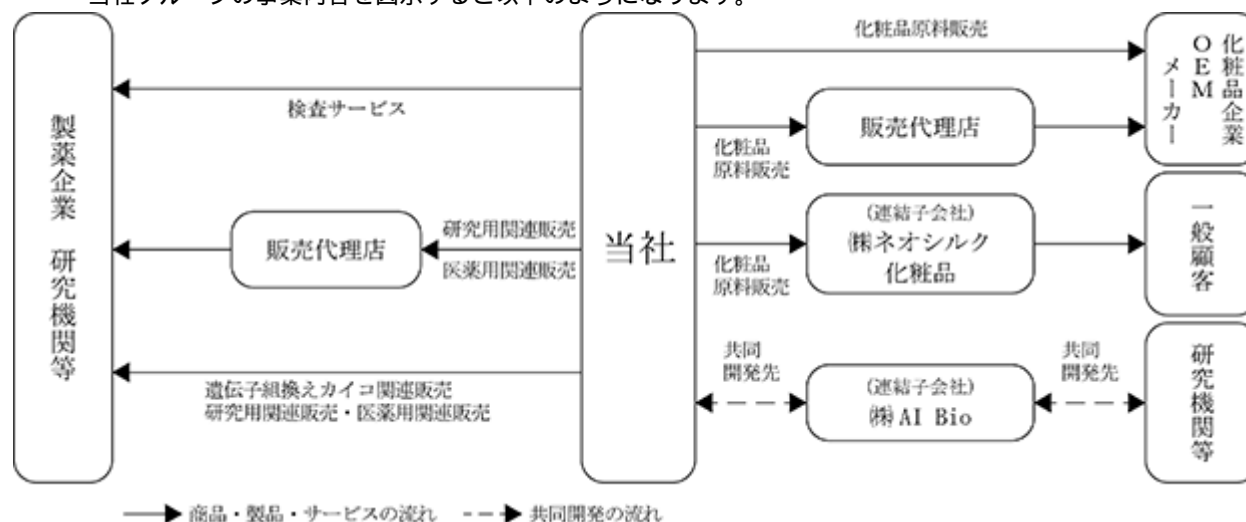 当社グループの事業内容を図示すると以下のようになります。
製薬企業 研究機関等
検査サービス
販売代理店
研究用関連販売
医薬用関連販売
遺伝子組換えカイコ関連販売
研究用関連販売・医薬用関連販売
当社
化粧品原料販売
化粧品
原料販売
販売代理店
化粧品企業
OEM
メーカー
化粧品
原料販売
(連結子会社)
㈱ネオシルク
化粧品
一般顧客
共同
開発先
(連結子会社)
㈱AI Bio
共同
開発先
研究機関等
商品・製品・サービスの流れ 共同開発の流れ